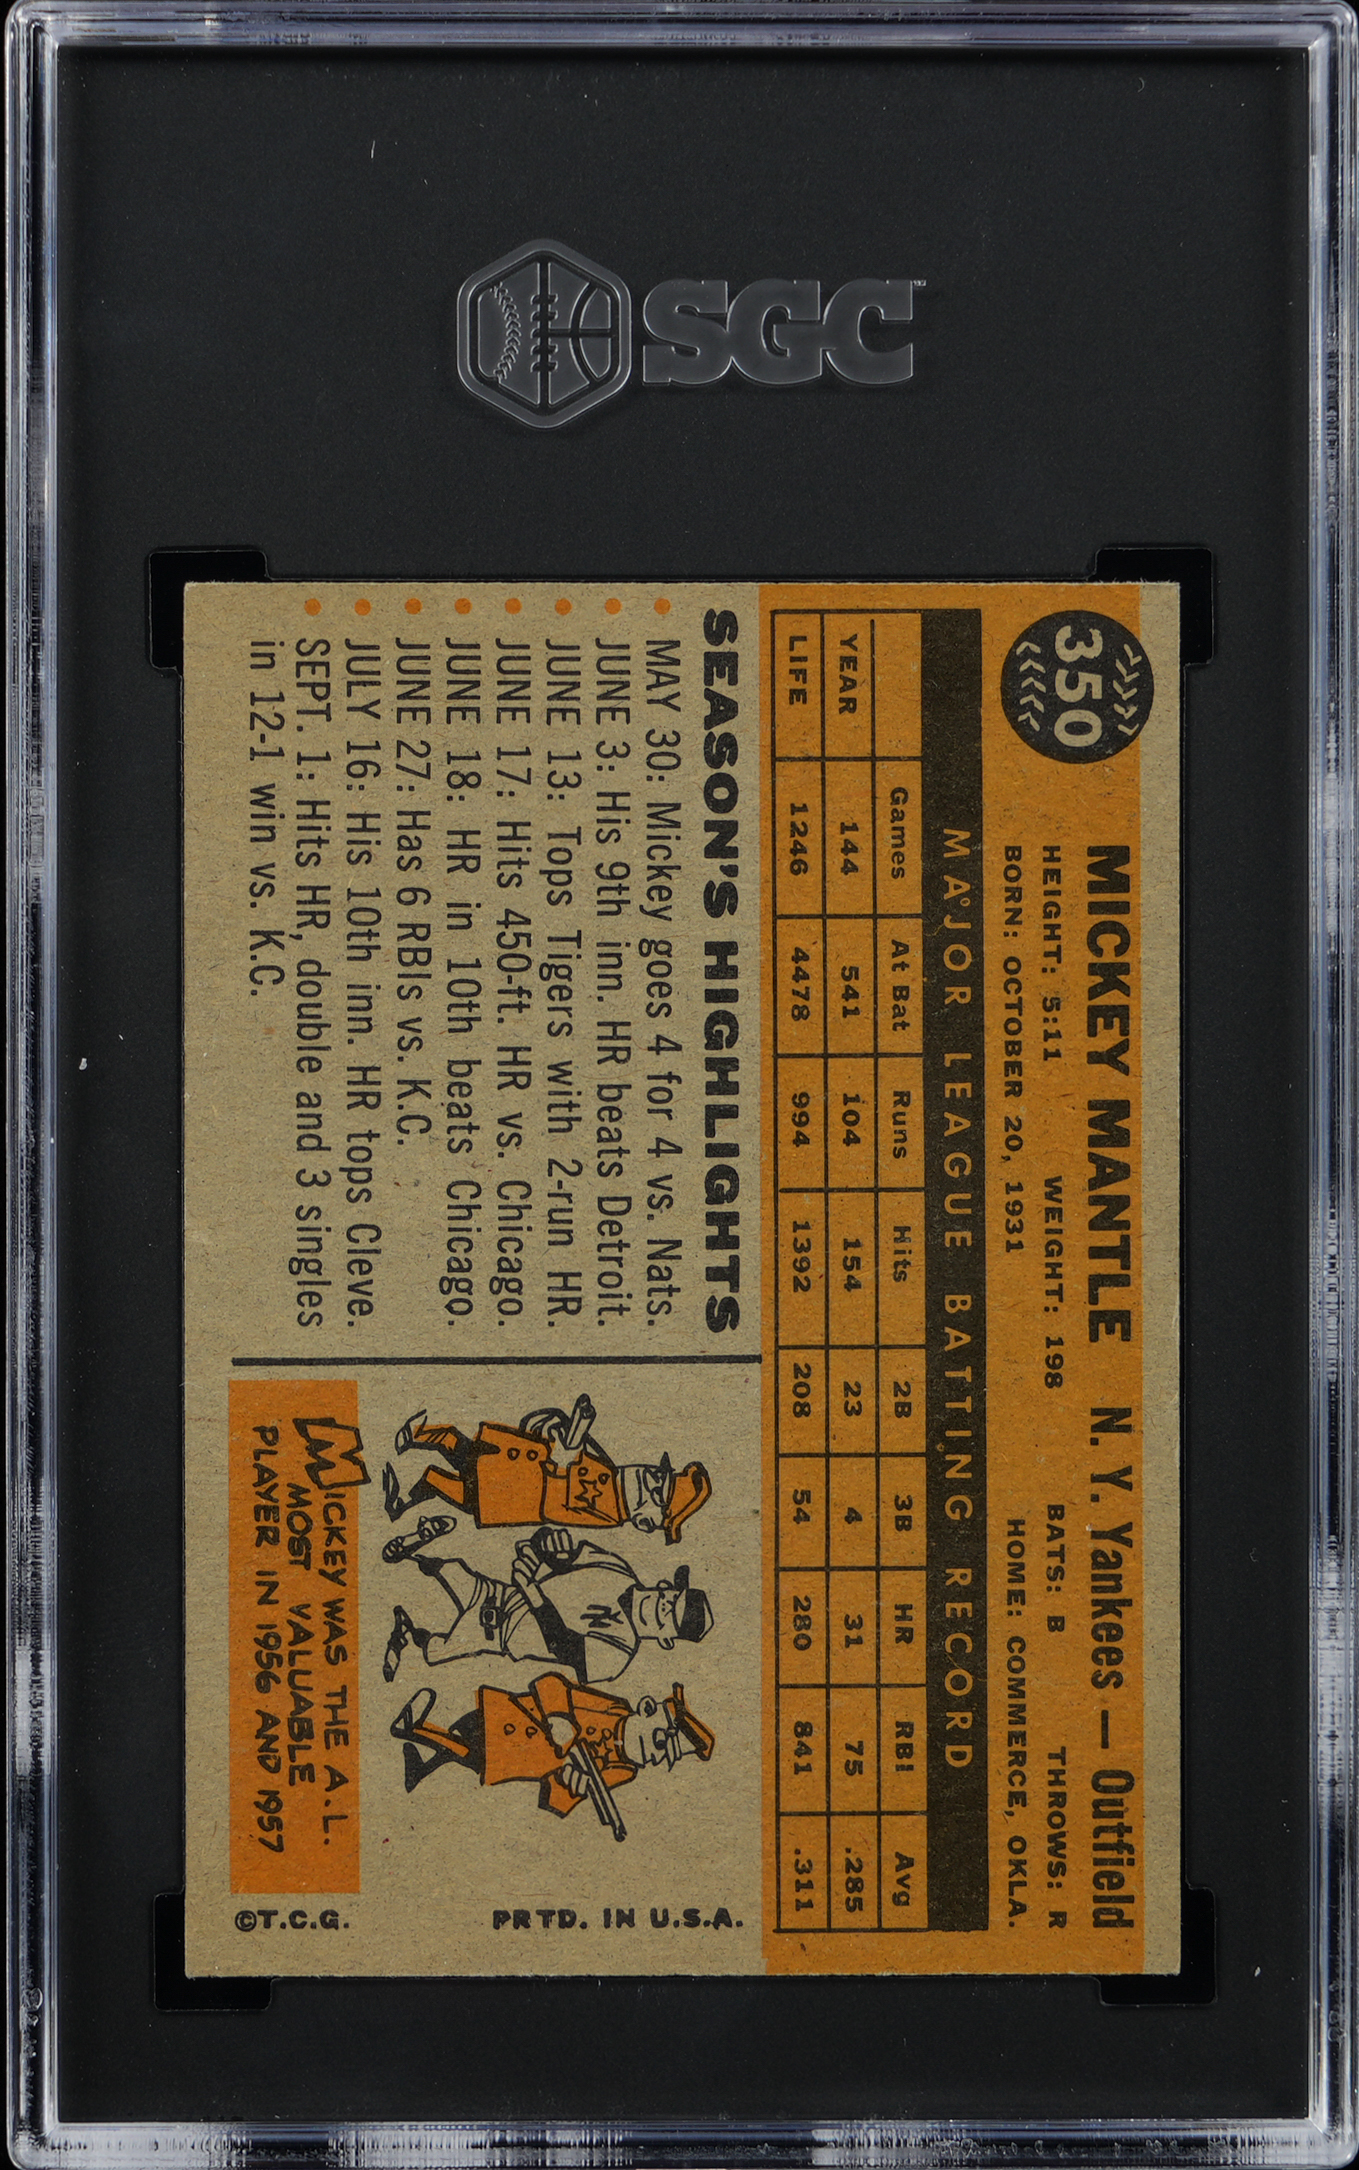 SGC
350
MICKEY MANTLE N. Y. Yankees — Outfield
HEIGHT: 5:11 WEIGHT: 198 BATS: B THROWS: R
BORN: OCTOBER 20, 1931 HOME: COMMERCE, OKLA.
MAJOR LEAGUE BATTING RECORD
Games At Bat Runs Hits 2B 3B HR RBI Avg
YEAR 144 541 104 154 23 4 31 75 .285
LIFE 1246 4478 994 1392 208 54 280 841 .311
SEASON'S HIGHLIGHTS
MAY 30: Mickey goes 4 for 4 vs. Nats.
JUNE 3: His 9th inn. HR beats Detroit.
JUNE 13: Tops Tigers with 2-run HR.
JUNE 17: Hits 450-ft. HR vs. Chicago.
JUNE 18: HR in 10th beats Chicago.
JUNE 27: Has 6 RBIs vs. K.C.
JULY 16: His 10th inn. HR tops Cleve.
SEPT. 1: Hits HR, double and 3 singles
in 12-1 win vs. K.C.
NY
MICKEY WAS THE A.L.
MOST VALUABLE
PLAYER IN 1956 AND 1957
PRTD. IN U.S.A.
©T.C.G.